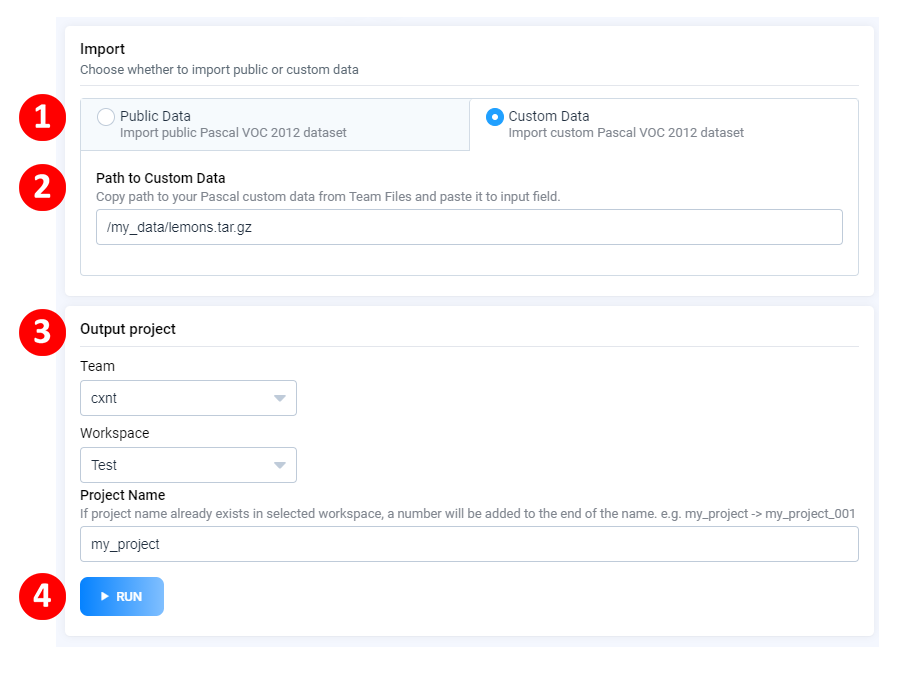 Import
Choose whether to import public or custom data
1
Public Data
Import public Pascal VOC 2012 dataset
Custom Data
Import custom Pascal VOC 2012 dataset
2
Path to Custom Data
Copy path to your Pascal custom data from Team Files and paste it to input field.
/my_data/lemons.tar.gz
3
Output project
Team
cxnt
Workspace
Test
Project Name
If project name already exists in selected workspace, a number will be added to the end of the name. e.g. my_project -> my_project_001
my_project
4
RUN